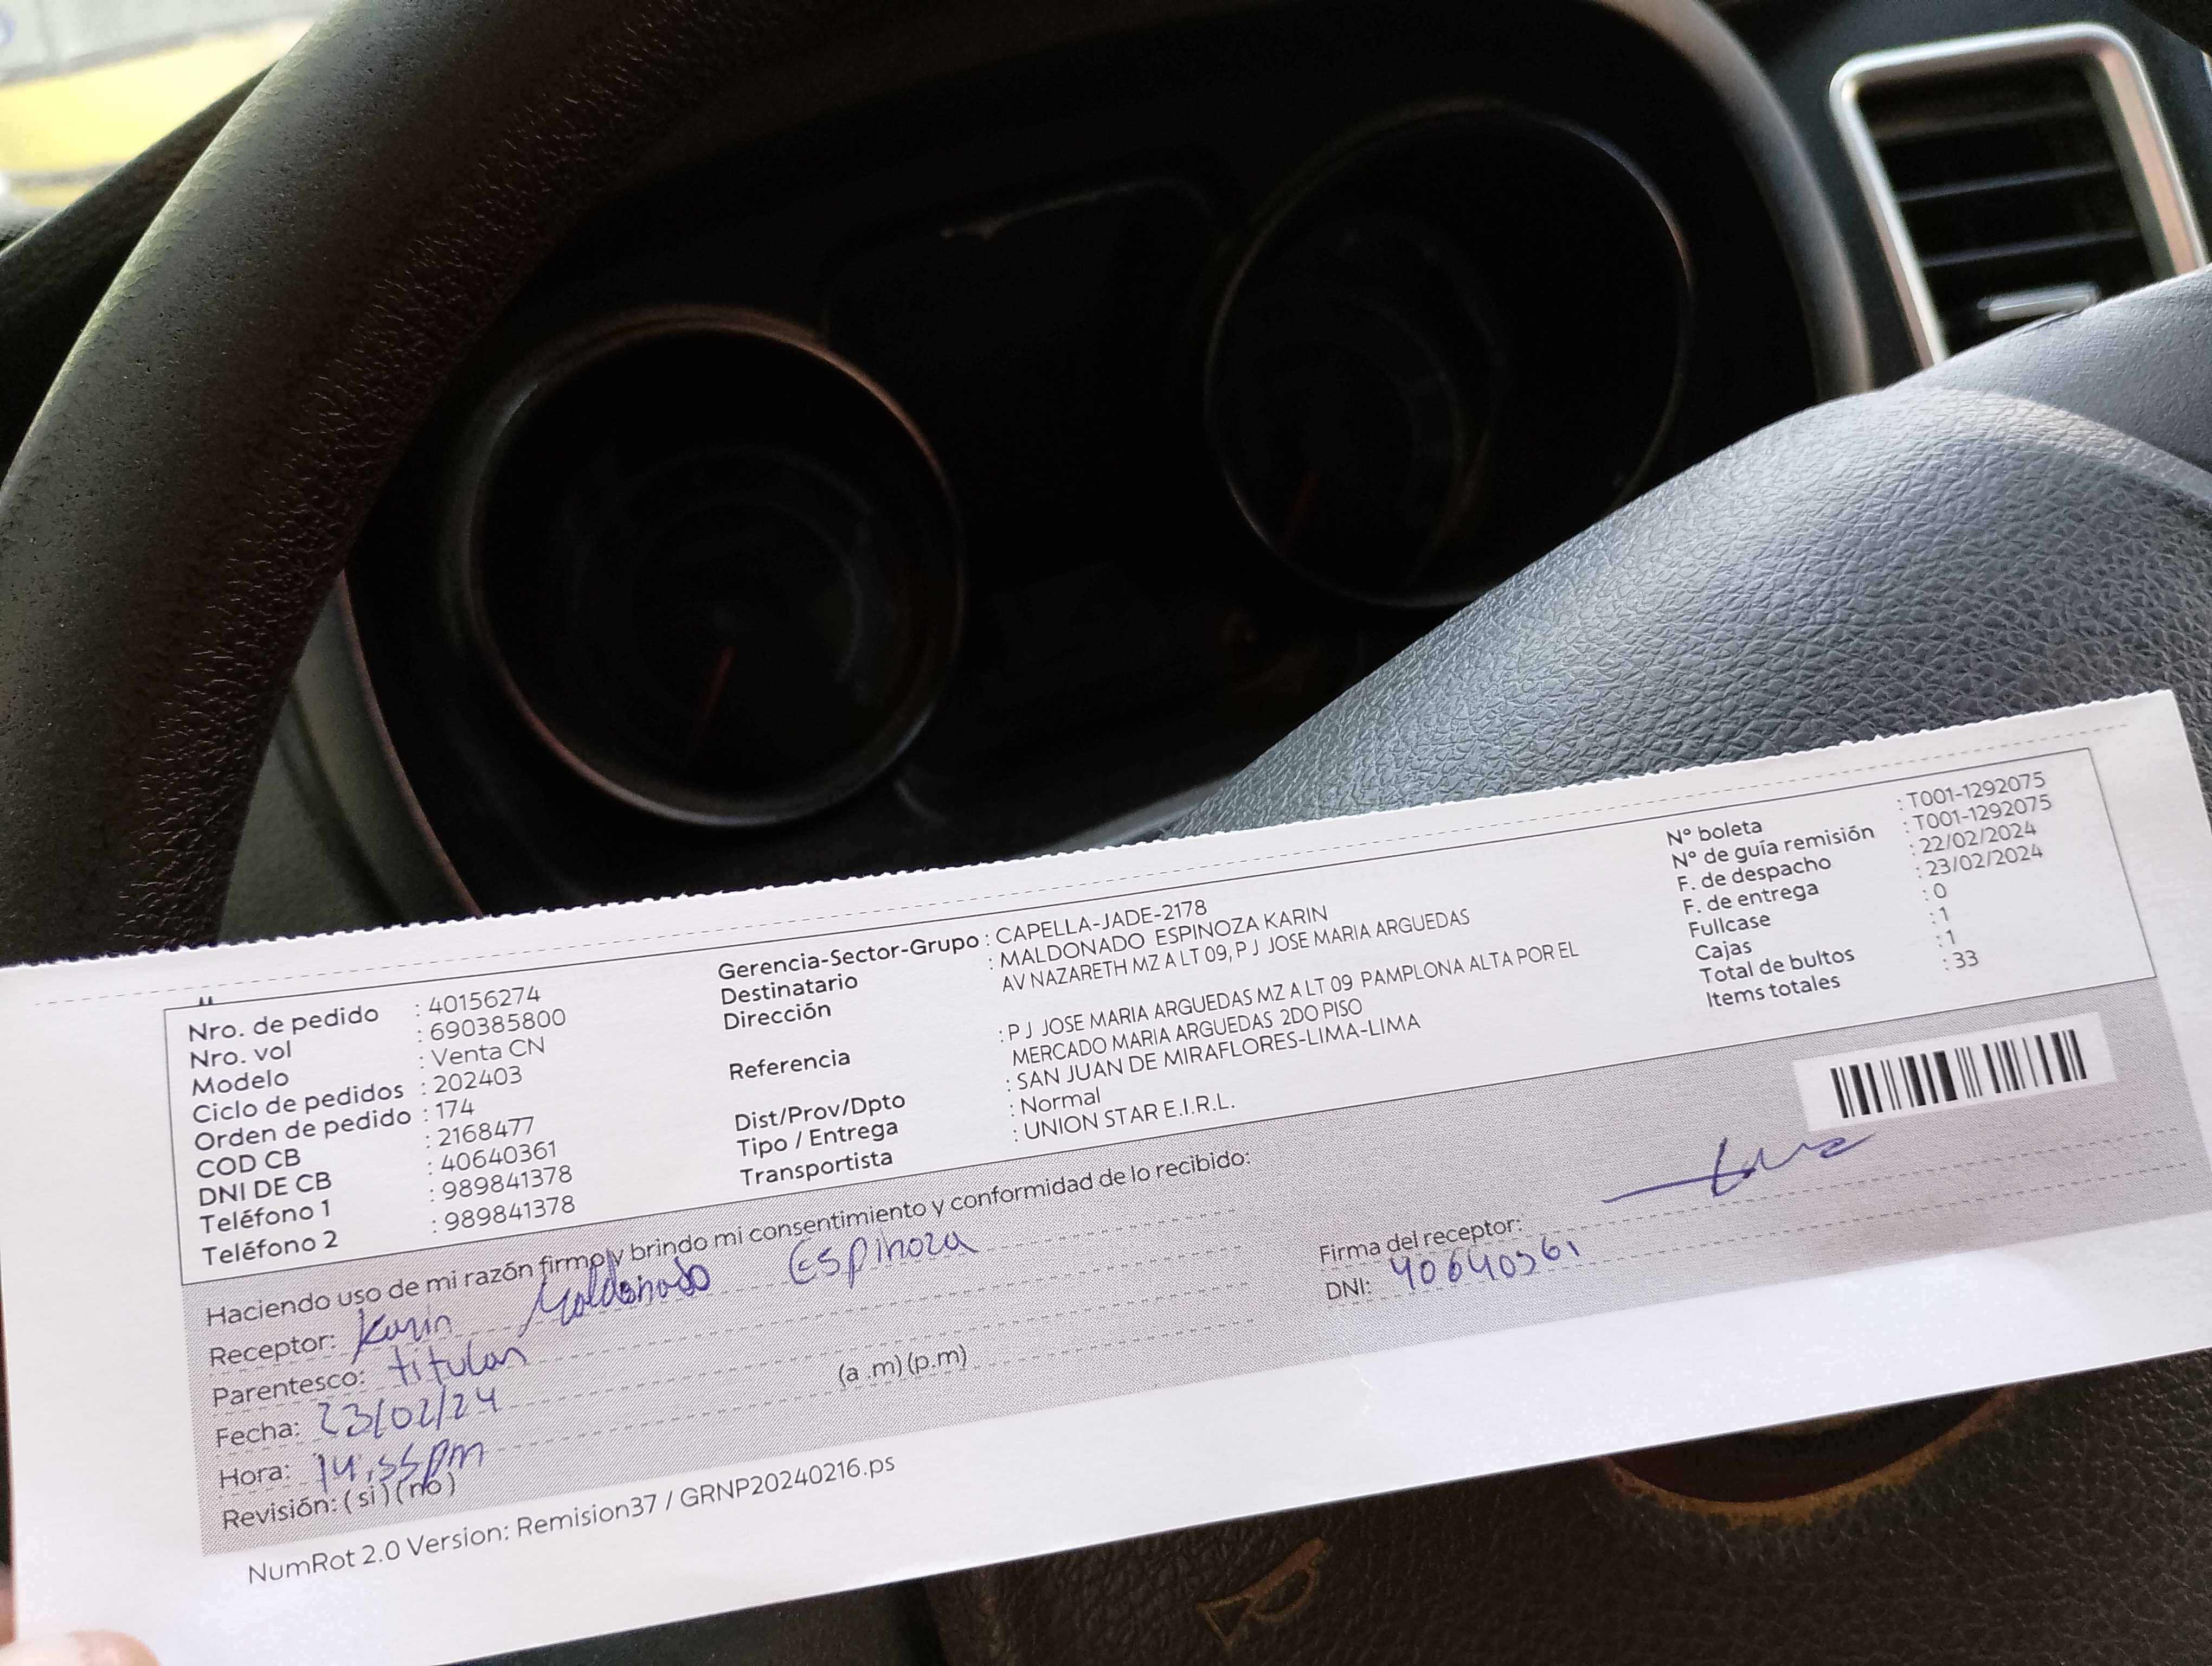 Nro. de pedido : 40156274
Nro. vol : 690385800
Modelo : Venta CN
Ciclo de pedidos : 202403
Orden de pedido : 174
COD CB : 2168477
DNI DE CB : 40640361
Teléfono 1 : 989841378
Teléfono 2 : 989841378
Gerencia-Sector-Grupo : CAPELLA-JADE-2178
Destinatario : MALDONADO ESPINOZA KARIN
Dirección AV NAZARETH MZ A LT 09, P J JOSE MARIA ARGUEDAS
Referencia : P J JOSE MARIA ARGUEDAS MZ A LT 09 PAMPLONA ALTA POR EL
MERCADO MARIA ARGUEDAS 2DO PISO
Dist/Prov/Dpto : SAN JUAN DE MIRAFLORES-LIMA-LIMA
Tipo / Entrega : Normal
Transportista : UNION STAR E.I.R.L.
N° boleta : T001-1292075
N° de guía remisión : T001-1292075
F. de despacho : 22/02/2024
F. de entrega : 23/02/2024
Fullcase : 0
Cajas : 1
Total de bultos : 1
Items totales : 33
Haciendo uso de mi razón firmo y brindo mi consentimiento y conformidad de lo recibido:
Receptor: Karin Maldonado Espinoza
Parentesco: titular
Fecha: 23/02/24
Hora: 14:55pm (a .m) (p.m)
Revisión: ( si ) ( no )
Firma del receptor:
DNI: 40640361
NumRot 2.0 Version: Remision37 / GRNP20240216.ps